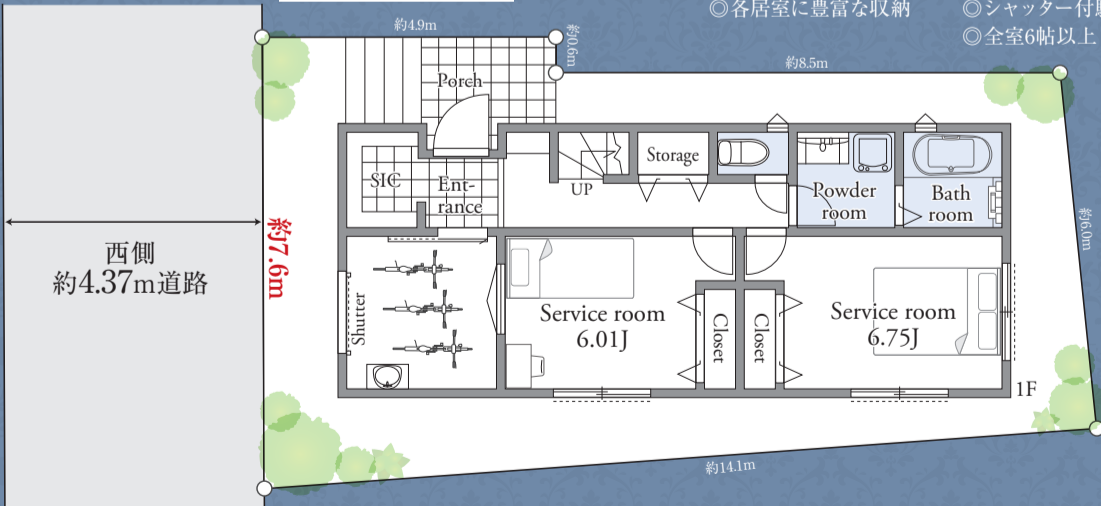 ◎各居室に豊富な収納
◎シャッター付
◎全室6帖以上
約4.9m
約0.6m
約8.5m
Porch
SIC
Ent-
rance
UP
Storage
Powder
room
Bath
room
約6.0m
西側
約4.37m道路
約7.6m
Shutter
Service room
6.01J
Closet
Closet
Service room
6.75J
1F
約14.1m